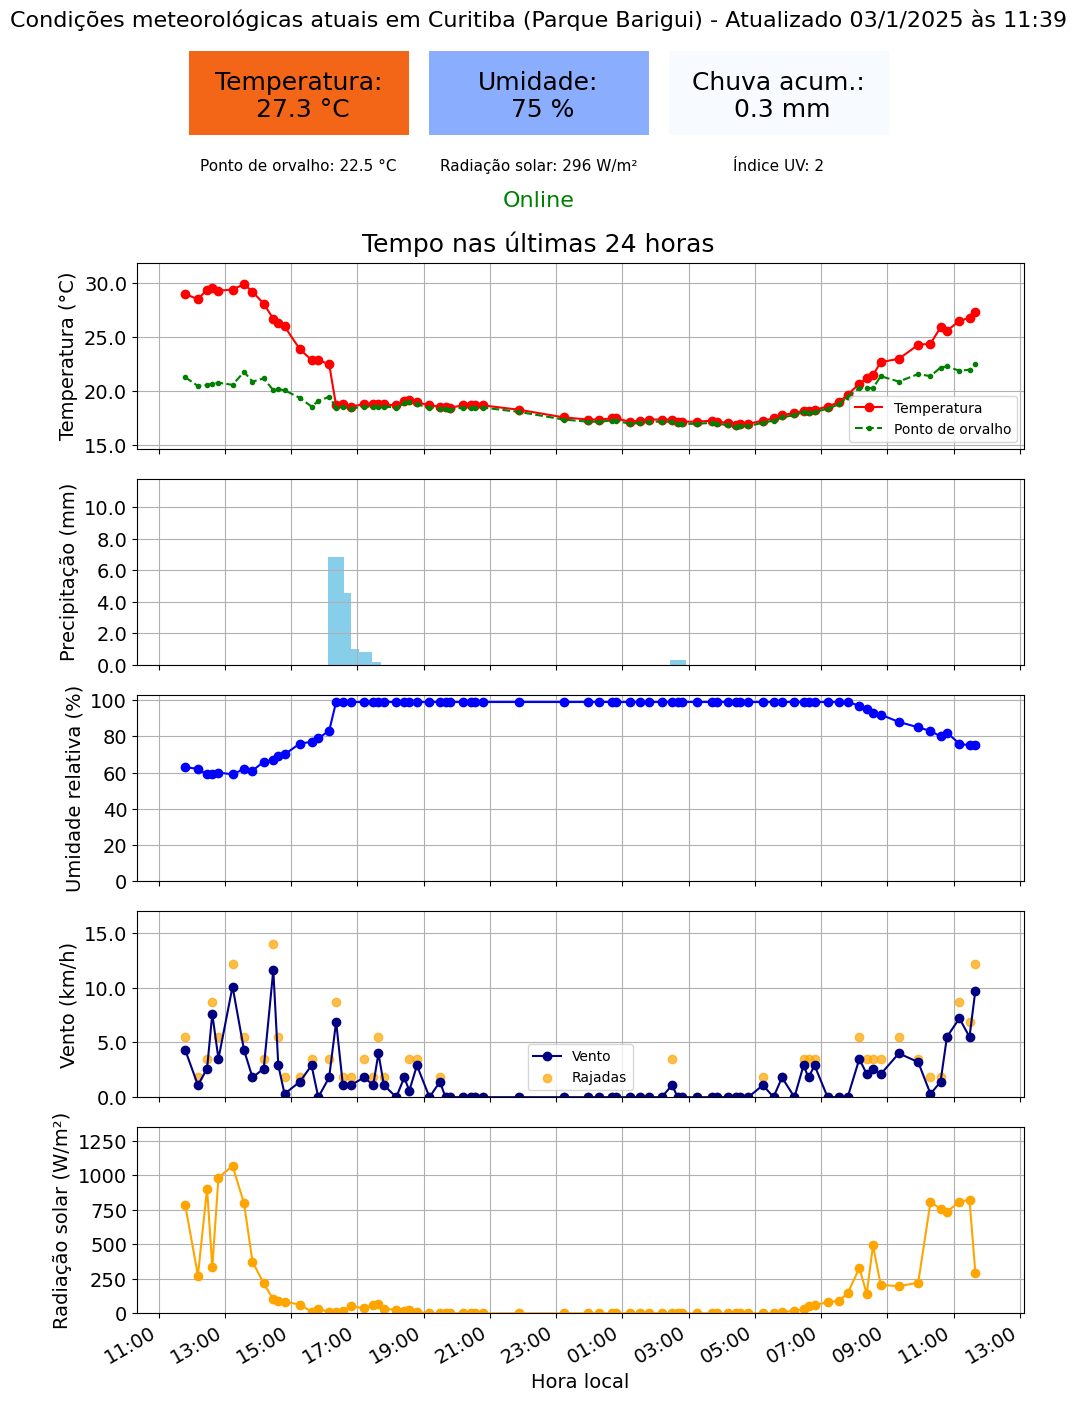 Condições meteorológicas atuais em Curitiba (Parque Barigui) - Atualizado 03/1/2025 às 11:39
Temperatura:
27.3 °C
Umidade:
75 %
Chuva acum.:
0.3 mm
Ponto de orvalho: 22.5 °C
Radiação solar: 296 W/m²
Índice UV: 2
Online
Tempo nas últimas 24 horas
Temperatura (°C)
30.0
25.0
20.0
15.0
Temperatura
Ponto de orvalho
Precipitação (mm)
10.0
8.0
6.0
4.0
2.0
0.0
Umidade relativa (%)
100
80
60
40
20
0
Vento (km/h)
15.0
10.0
5.0
0.0
Vento
Rajadas
Radiação solar (W/m²)
1250
1000
750
500
250
0
11:00
13:00
15:00
17:00
19:00
21:00
23:00
01:00
03:00
05:00
07:00
09:00
11:00
13:00
Hora local